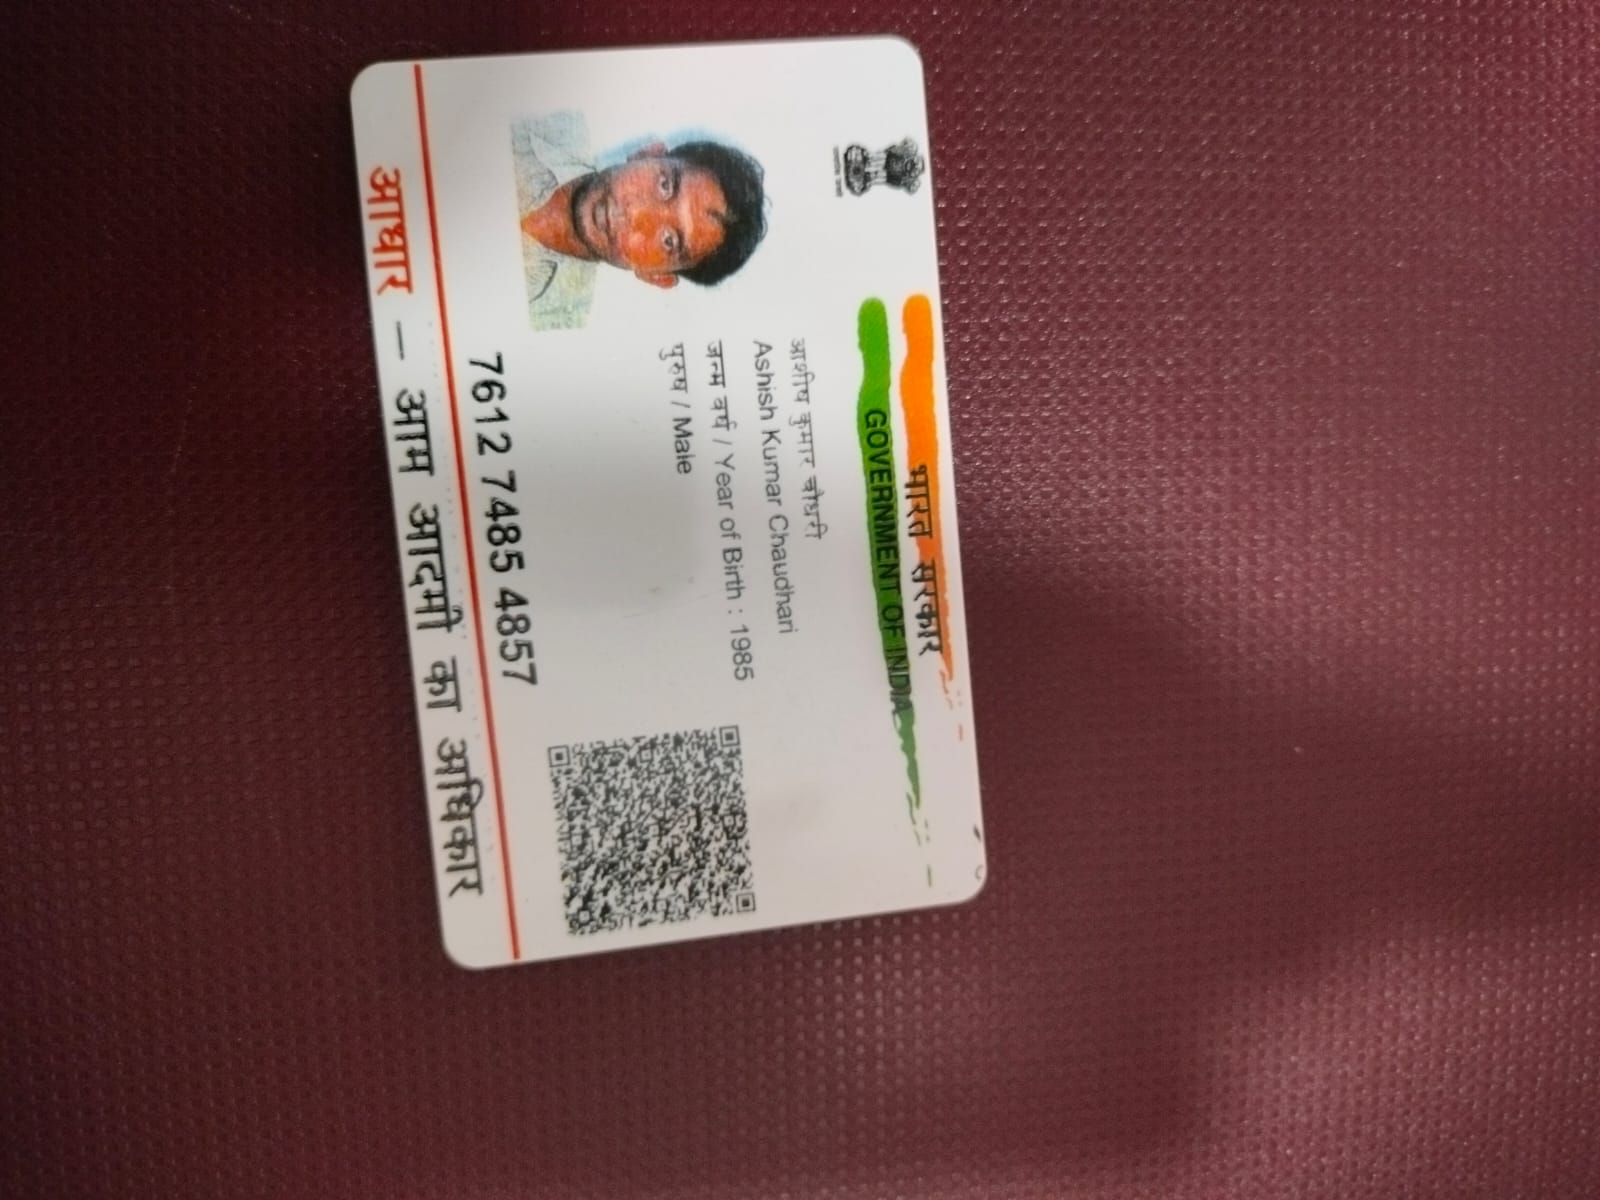 भारत सरकार
GOVERNMENT OF INDIA
आशीष कुमार चौधरी
Ashish Kumar Chaudhari
जन्म वर्ष / Year of Birth : 1985
पुरुष / Male
7612 7485 4857
आधार – आम आदमी का अधिकार